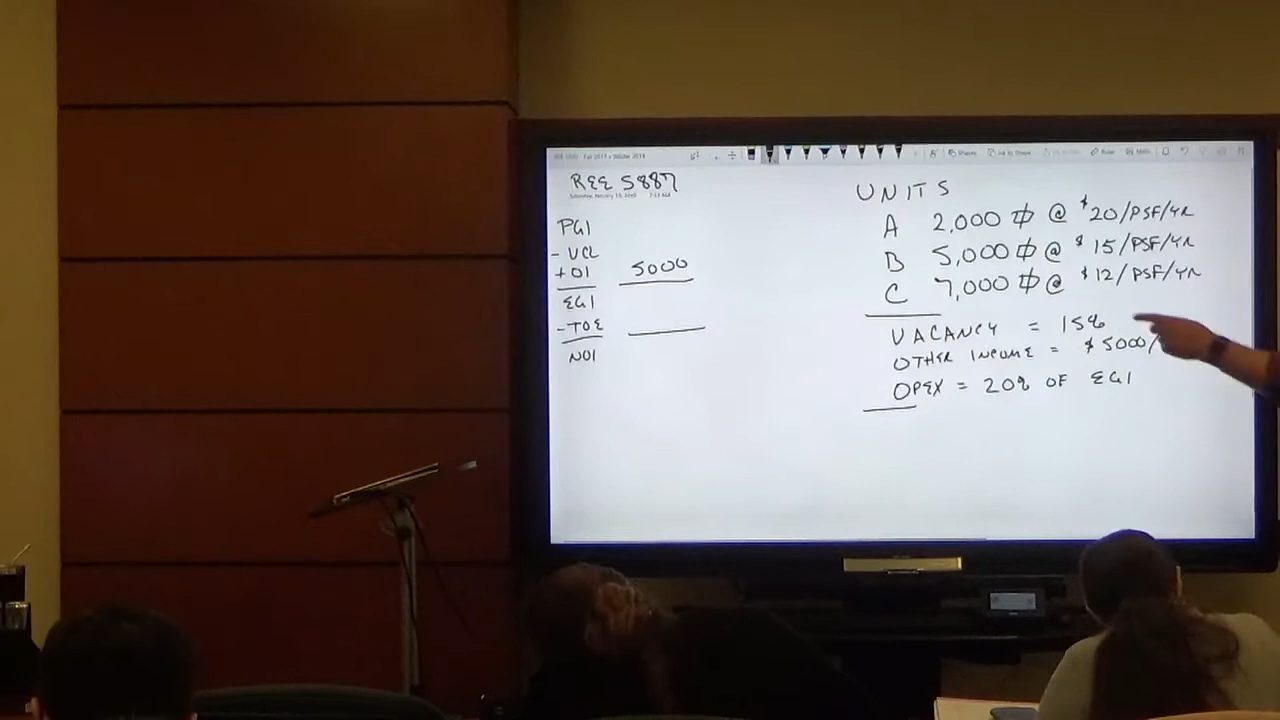 REE 5887
PGI
- VCL
+ OI 5000
EGI
- TOE
NOI
UNITS
A 2,000 ⏀ @ $20/PSF/YR
B 5,000 ⏀ @ $15/PSF/YR
C 7,000 ⏀ @ $12/PSF/YR
VACANCY = 15%
OTHER INCOME = $5000/
OPEX = 20% OF EGI